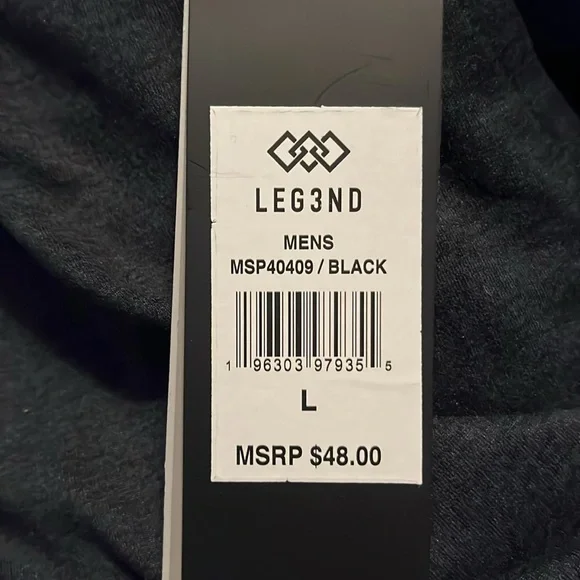 LEG3ND
MENS
MSP40409 / BLACK
1 96303 97935 5
L
MSRP $48.00